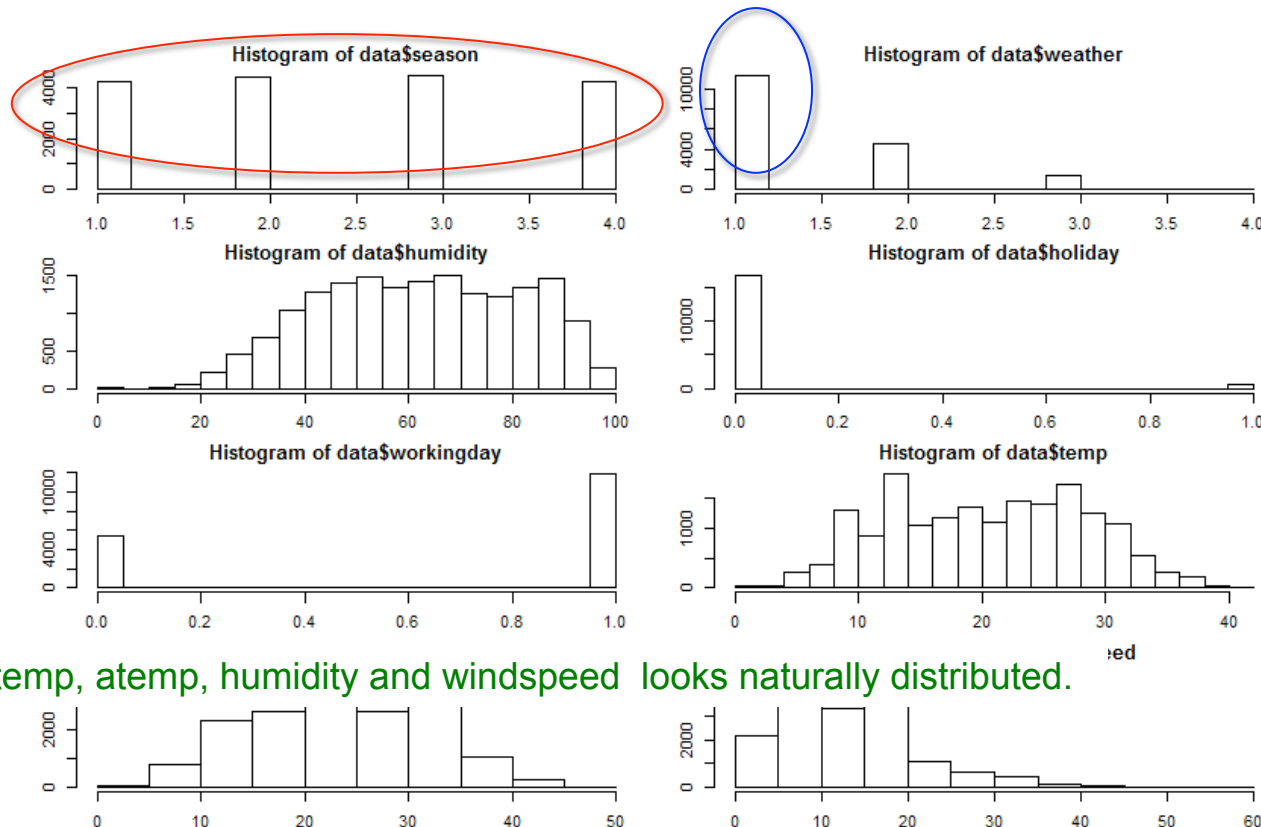 Histogram of data$season
4000
2000
0
1.0 1.5 2.0 2.5 3.0 3.5 4.0
Histogram of data$weather
10000
4000
0
1.0 1.5 2.0 2.5 3.0 3.5 4.0
Histogram of data$humidity
1500
500
0
0 20 40 60 80 100
Histogram of data$holiday
10000
0
0.0 0.2 0.4 0.6 0.8 1.0
Histogram of data$workingday
10000
4000
0
0.0 0.2 0.4 0.6 0.8 1.0
Histogram of data$temp
1000
0
0 10 20 30 40
eed
temp, atemp, humidity and windspeed looks naturally distributed.
2000
0
0 10 20 30 40 50
2000
0
0 10 20 30 40 50 60